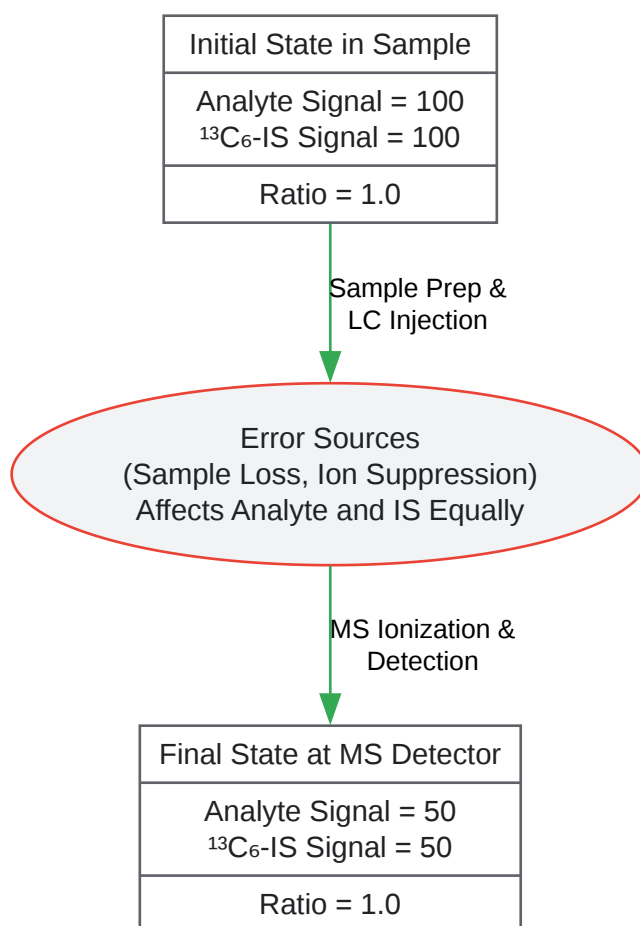 Initial State in Sample
Analyte Signal = 100
¹³C₆-IS Signal = 100
Ratio = 1.0
Sample Prep &
LC Injection
Error Sources
(Sample Loss, Ion Suppression)
Affects Analyte and IS Equally
MS Ionization &
Detection
Final State at MS Detector
Analyte Signal = 50
¹³C₆-IS Signal = 50
Ratio = 1.0